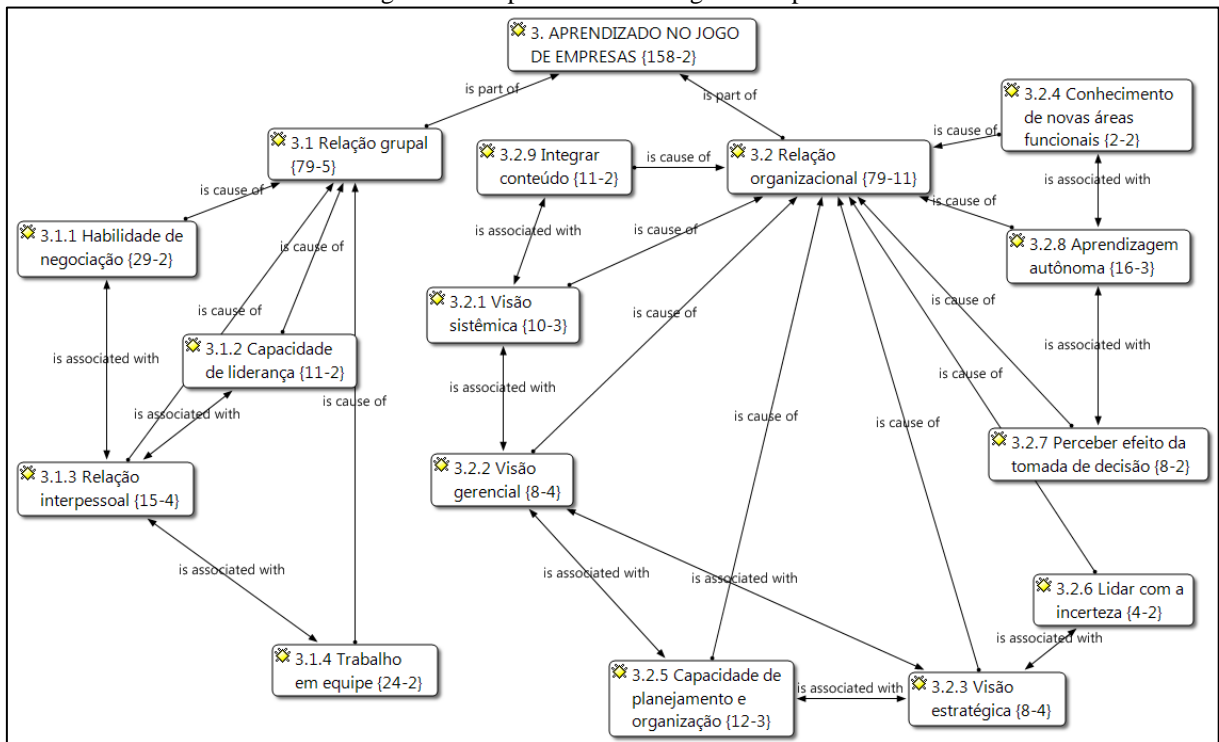 3. APRENDIZADO NO JOGO
DE EMPRESAS {158-2}
is part of
is part of
3.2.4 Conhecimento
de novas áreas
funcionais {2-2}
3.1 Relação grupal
{79-5}
3.2.9 Integrar
conteúdo {11-2}
is cause of
3.2 Relação
organizacional {79-11}
is cause of
is cause of
is associated with
is cause of
is cause of
is associated with
3.1.1 Habilidade de
negociação {29-2}
is cause of
3.2.8 Aprendizagem
autônoma {16-3}
3.2.1 Visão
sistêmica {10-3}
is cause of
is cause of
3.1.2 Capacidade
de liderança {11-2}
is associated with
is associated with
is cause of
is associated with
is associated with
is cause of
is cause of
is cause of
3.2.7 Perceber efeito da
tomada de decisão {8-2}
3.1.3 Relação
interpessoal {15-4}
3.2.2 Visão
gerencial {8-4}
is associated with
is associated with
is associated with
3.2.6 Lidar com a
incerteza {4-2}
is associated with
3.1.4 Trabalho
em equipe {24-2}
3.2.5 Capacidade de
planejamento e
organização {12-3}
is associated with
3.2.3 Visão
estratégica {8-4}